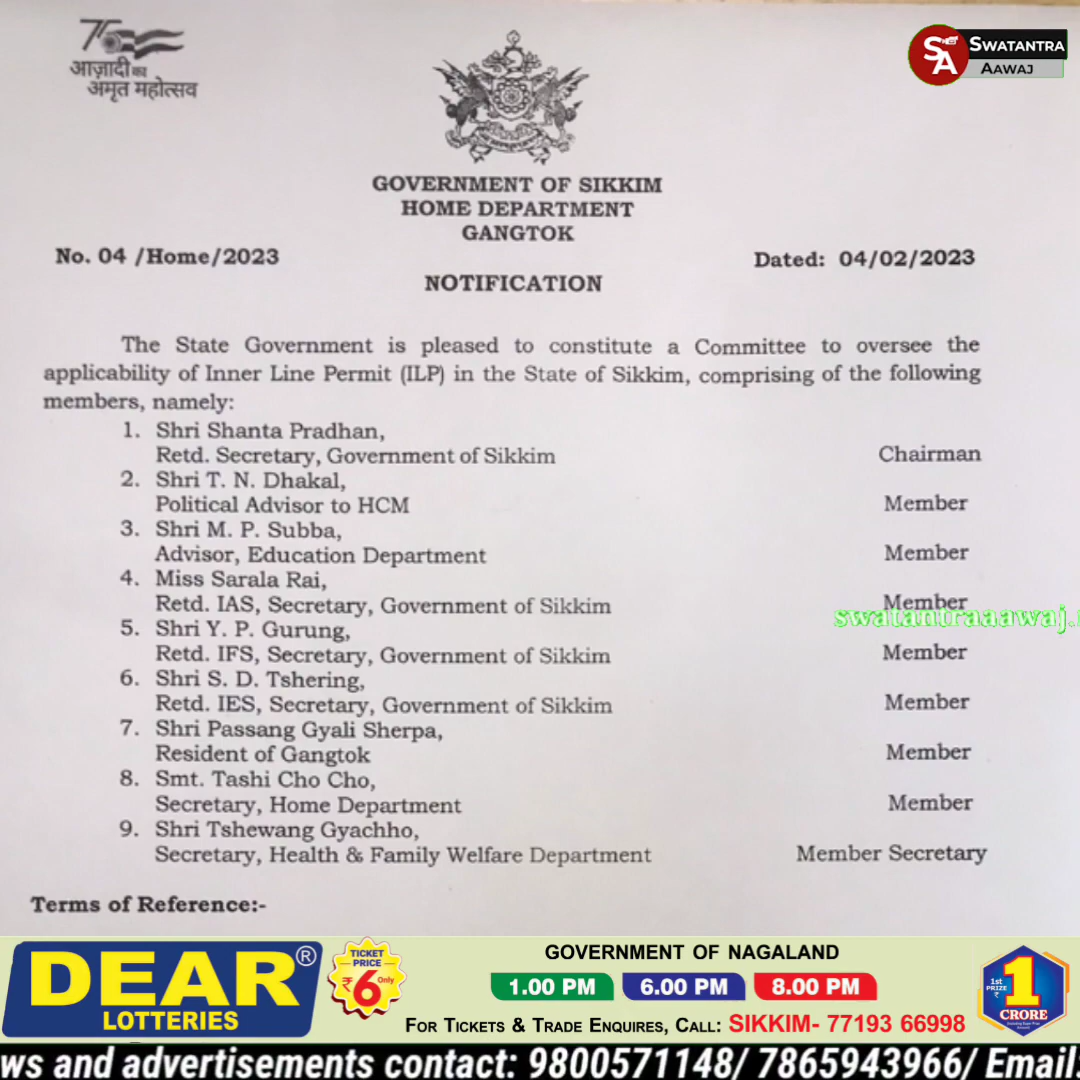 75
आज़ादी का
अमृत महोत्सव
SA
SWATANTRA
AAWAJ
GOVERNMENT OF SIKKIM
HOME DEPARTMENT
GANGTOK
No. 04 /Home/2023
Dated: 04/02/2023
NOTIFICATION
The State Government is pleased to constitute a Committee to oversee the
applicability of Inner Line Permit (ILP) in the State of Sikkim, comprising of the following
members, namely:
1. Shri Shanta Pradhan,
Retd. Secretary, Government of Sikkim Chairman
2. Shri T. N. Dhakal,
Political Advisor to HCM Member
3. Shri M. P. Subba,
Advisor, Education Department Member
4. Miss Sarala Rai,
Retd. IAS, Secretary, Government of Sikkim Member
swatantraaawaj.
5. Shri Y. P. Gurung,
Retd. IFS, Secretary, Government of Sikkim Member
6. Shri S. D. Tshering,
Retd. IES, Secretary, Government of Sikkim Member
7. Shri Passang Gyali Sherpa,
Resident of Gangtok Member
8. Smt. Tashi Cho Cho,
Secretary, Home Department Member
9. Shri Tshewang Gyachho,
Secretary, Health & Family Welfare Department Member Secretary
Terms of Reference:-
DEAR®
LOTTERIES
TICKET
PRICE
₹6 Only
GOVERNMENT OF NAGALAND
1.00 PM 6.00 PM 8.00 PM
FOR TICKETS & TRADE ENQUIRES, CALL: SIKKIM- 77193 66998
1st
PRIZE
₹
1
CRORE
ws and advertisements contact: 9800571148/ 7865943966/ Email: